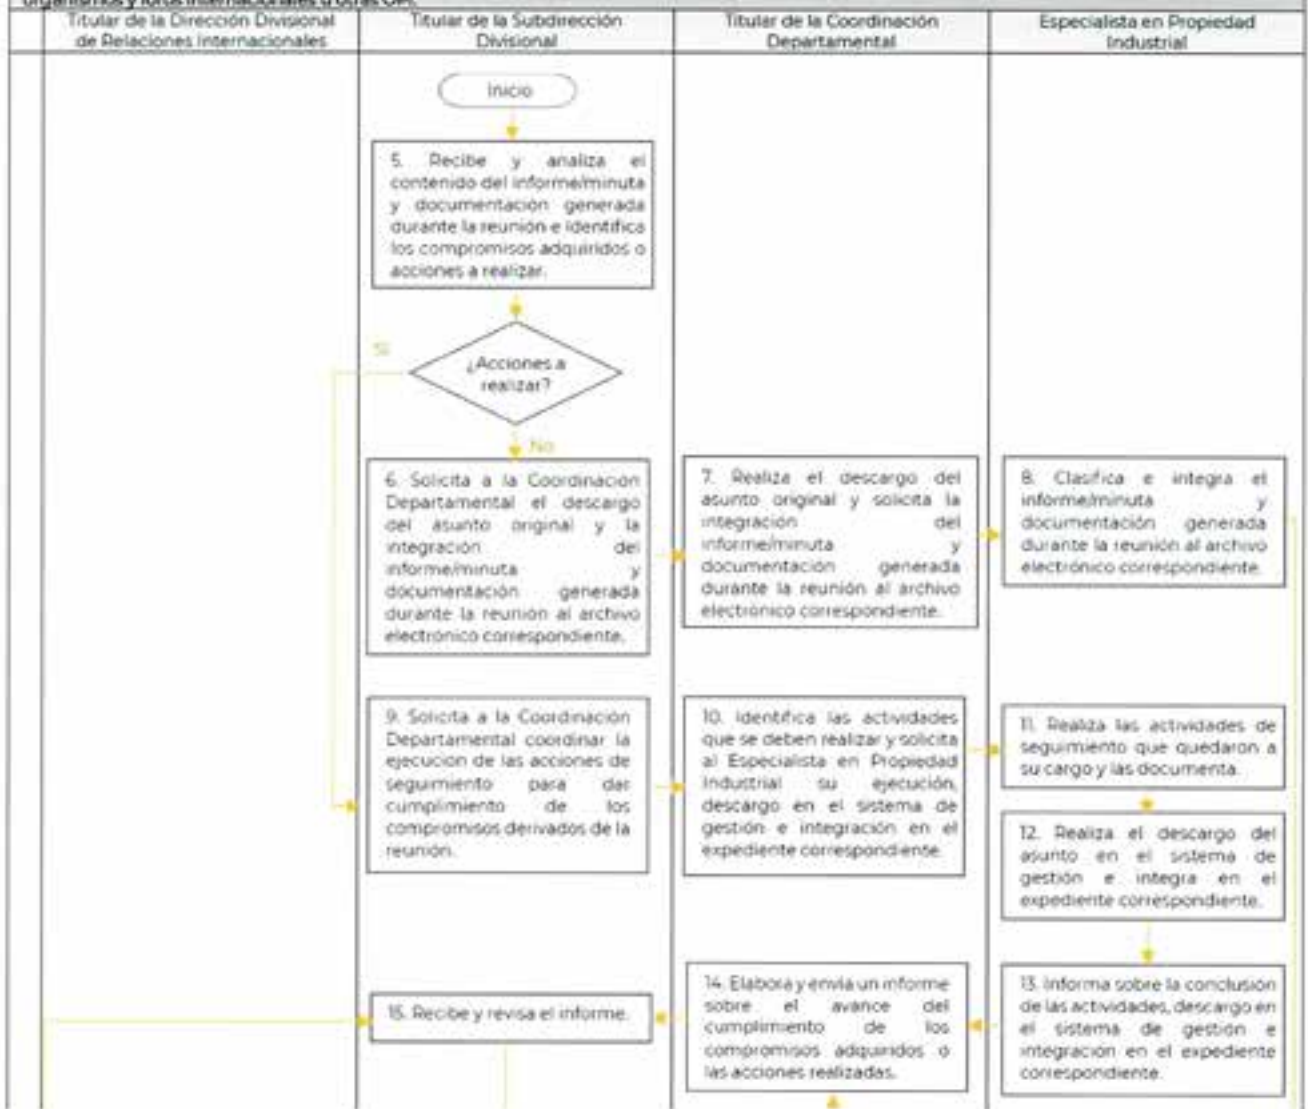 organismos y foros internacionales u otras OPI.
Titular de la Dirección Divisional
de Relaciones Internacionales
Titular de la Subdirección
Divisional
Titular de la Coordinación
Departamental
Especialista en Propiedad
Industrial
Inicio
5. Recibe y analiza el
contenido del informe/minuta
y documentación generada
durante la reunión e identifica
los compromisos adquiridos o
acciones a realizar.
Sí
¿Acciones a
realizar?
No
6. Solicita a la Coordinación
Departamental el descargo
del asunto original y la
integración del
informe/minuta y
documentación generada
durante la reunión al archivo
electrónico correspondiente.
7. Realiza el descargo del
asunto original y solicita la
integración del
informe/minuta y
documentación generada
durante la reunión al archivo
electrónico correspondiente.
8. Clasifica e integra el
informe/minuta y
documentación generada
durante la reunión al archivo
electrónico correspondiente.
9. Solicita a la Coordinación
Departamental coordinar la
ejecución de las acciones de
seguimiento para dar
cumplimiento de los
compromisos derivados de la
reunión.
10. Identifica las actividades
que se deben realizar y solicita
al Especialista en Propiedad
Industrial su ejecución,
descargo en el sistema de
gestión e integración en el
expediente correspondiente.
11. Realiza las actividades de
seguimiento que quedaron a
su cargo y las documenta.
12. Realiza el descargo del
asunto en el sistema de
gestión e integra en el
expediente correspondiente.
13. Informa sobre la conclusión
de las actividades, descargo en
el sistema de gestión e
integración en el expediente
correspondiente.
14. Elabora y envía un informe
sobre el avance del
cumplimiento de los
compromisos adquiridos o
las acciones realizadas.
15. Recibe y revisa el informe.